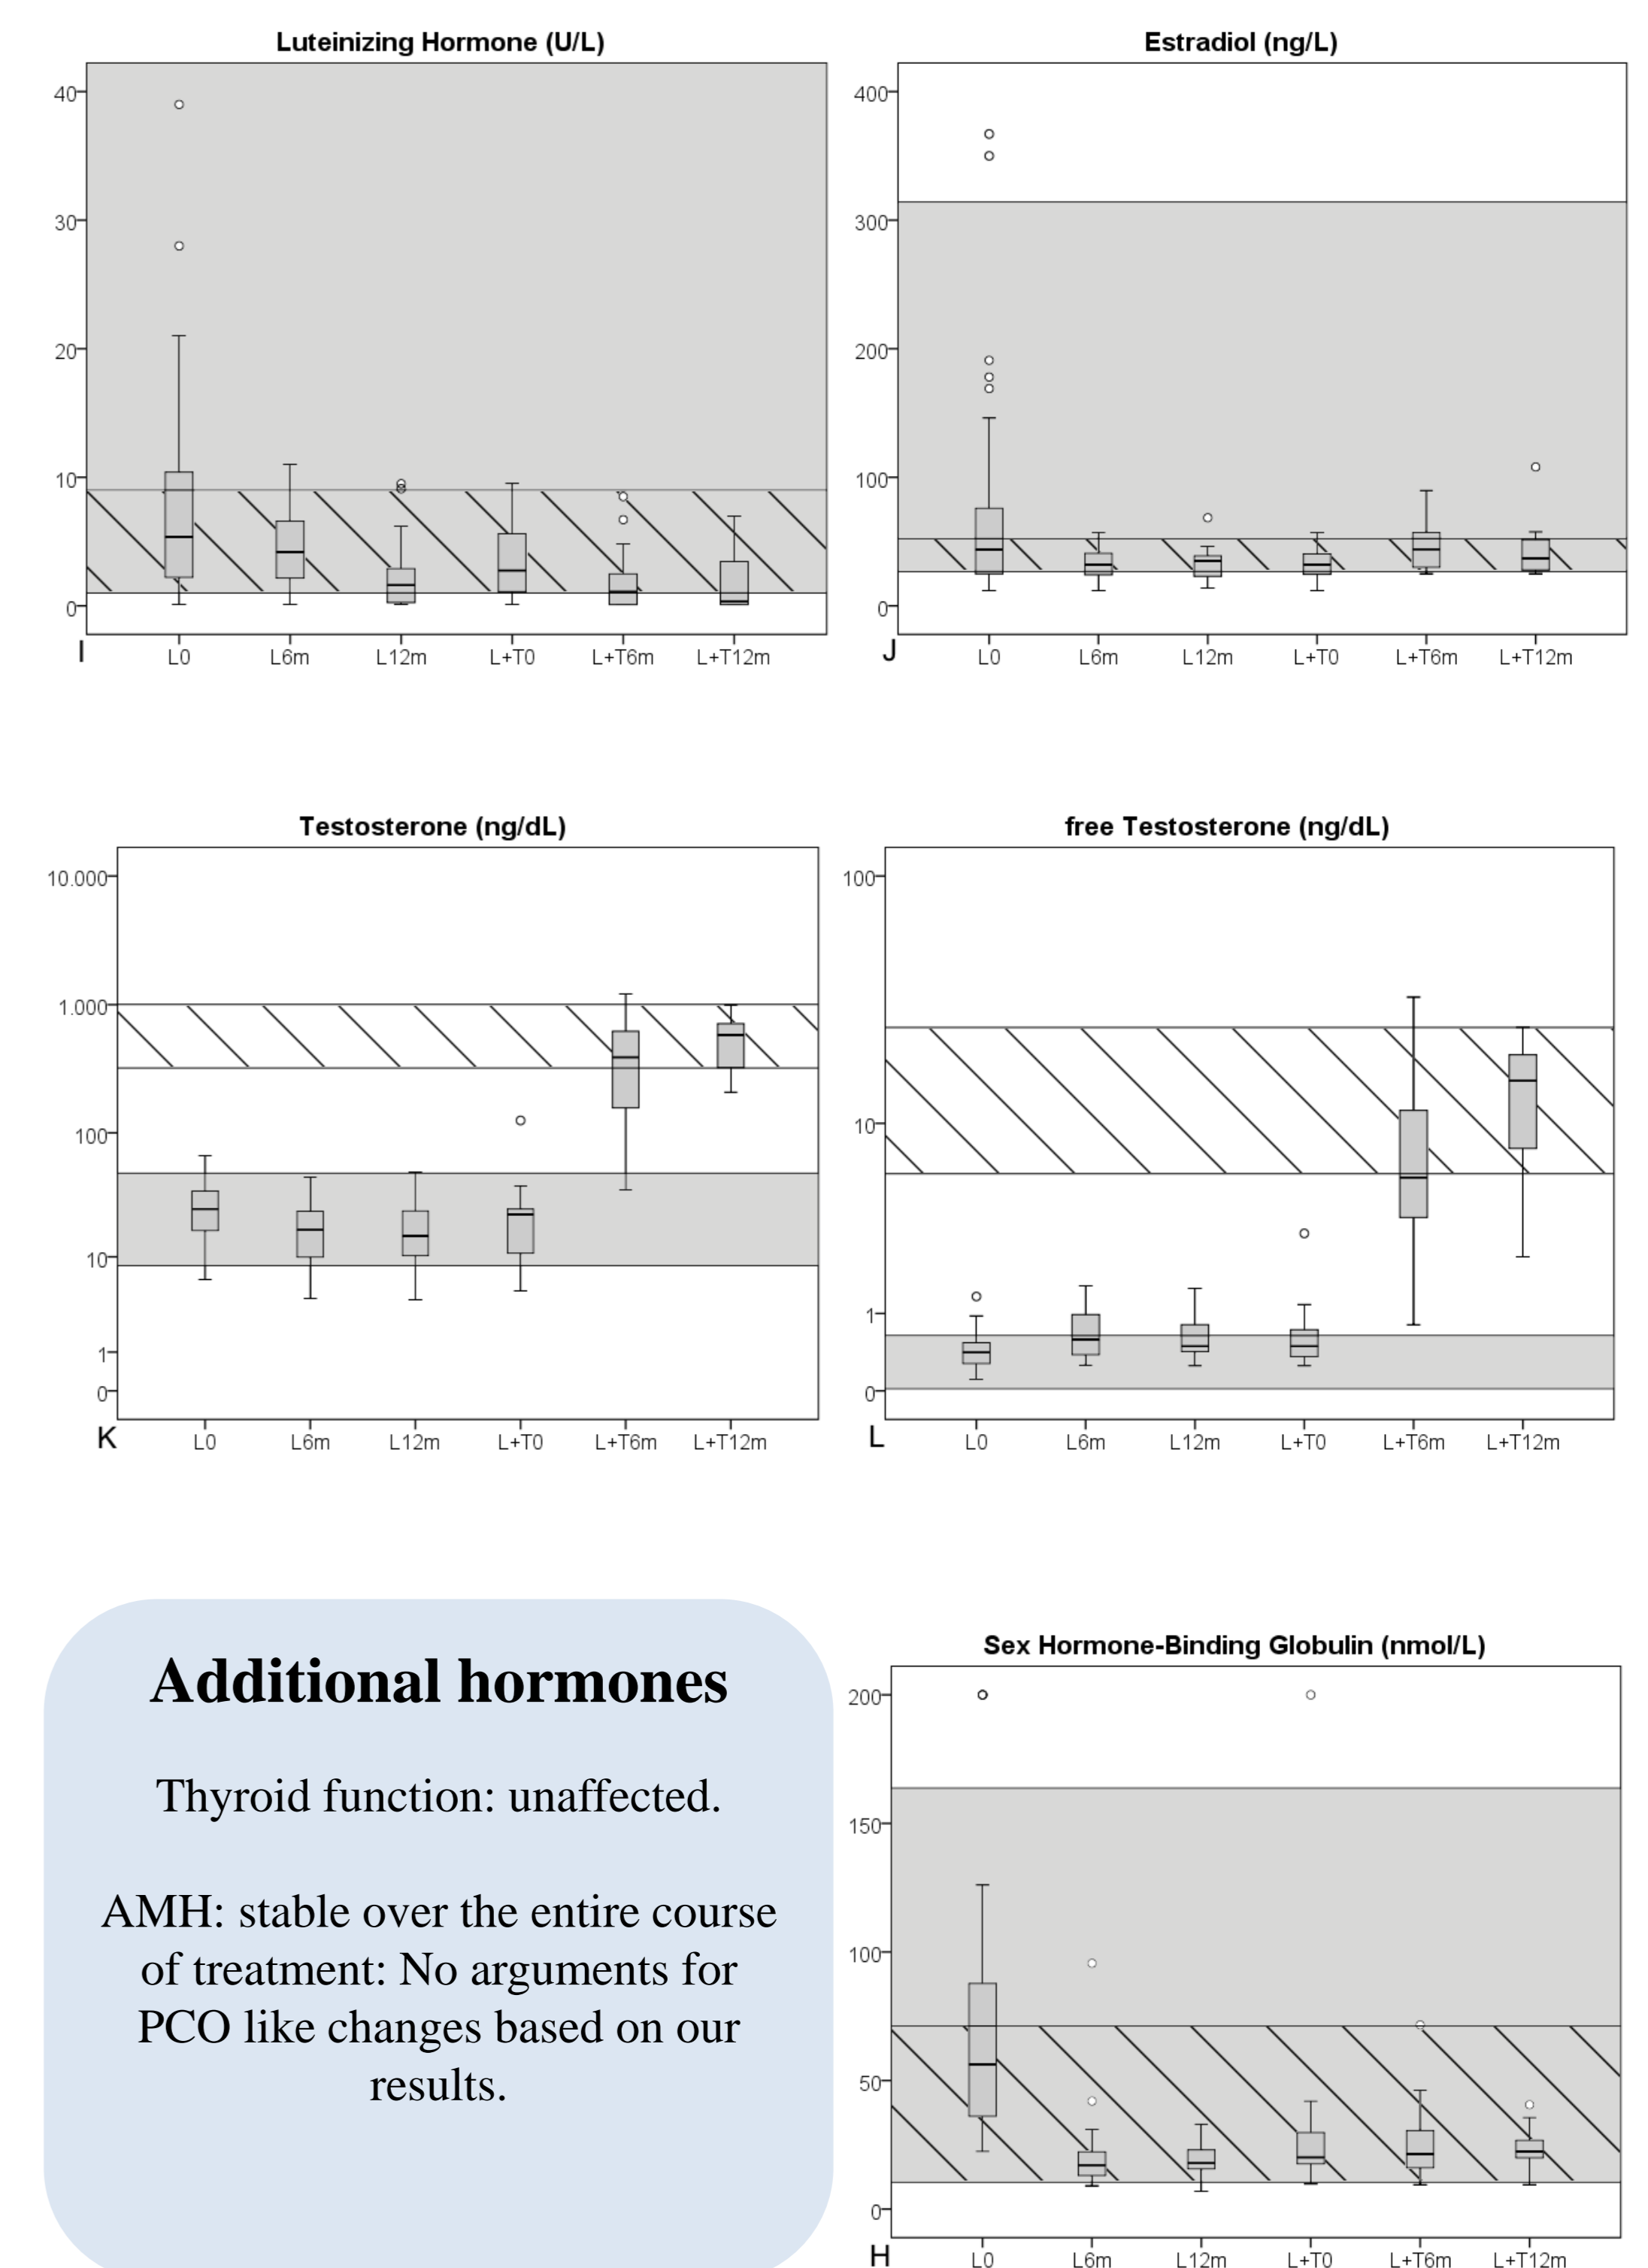 Luteinizing Hormone (U/L)
40
30
20
10
0
I
L0 L6m L12m L+T0 L+T6m L+T12m
Estradiol (ng/L)
400
300
200
100
0
J
L0 L6m L12m L+T0 L+T6m L+T12m
Testosterone (ng/dL)
10.000
1.000
100
10
1
0
K
L0 L6m L12m L+T0 L+T6m L+T12m
free Testosterone (ng/dL)
100
10
1
0
L
L0 L6m L12m L+T0 L+T6m L+T12m
Additional hormones
Thyroid function: unaffected.
AMH: stable over the entire course
of treatment: No arguments for
PCO like changes based on our
results.
Sex Hormone-Binding Globulin (nmol/L)
200
150
100
50
0
H
L0 L6m L12m L+T0 L+T6m L+T12m